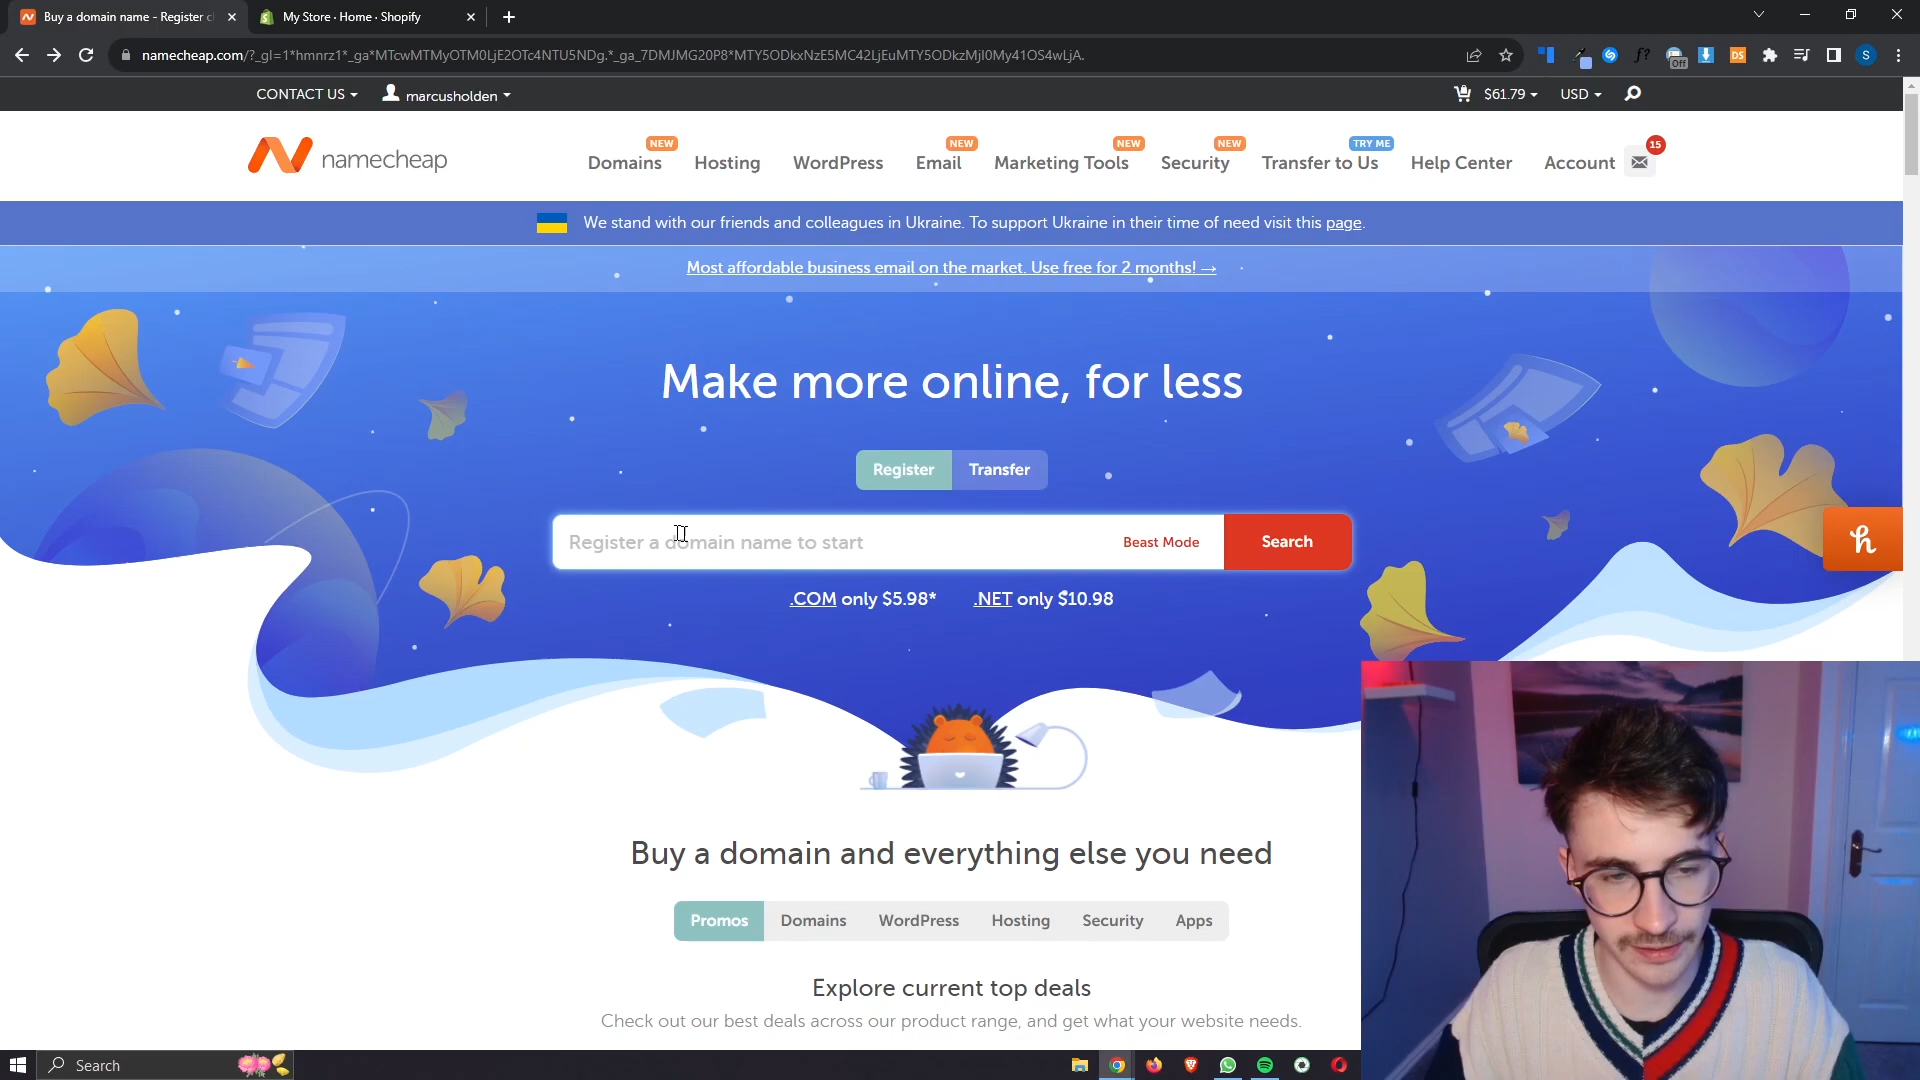 Buy a domain name - Register c
My Store · Home · Shopify
namecheap.com/?_gl=1*hmnrz1*_ga*MTcwMTMyOTM0LjE2OTc4NTU5NDg.*_ga_7DMJMG20P8*MTY5ODkxNzE5MC42LjEuMTY5ODkzMjI0My41OS4wLjA.
Off
DS
f?
S
CONTACT US
marcusholden
$61.79
USD
namecheap
NEW
NEW
NEW
NEW
TRY ME
15
Domains
Hosting
WordPress
Email
Marketing Tools
Security
Transfer to Us
Help Center
Account
We stand with our friends and colleagues in Ukraine. To support Ukraine in their time of need visit this page.
Most affordable business email on the market. Use free for 2 months! →
Make more online, for less
Register
Transfer
Register a domain name to start
Beast Mode
Search
.COM only $5.98*
.NET only $10.98
Buy a domain and everything else you need
Promos
Domains
WordPress
Hosting
Security
Apps
Explore current top deals
Check out our best deals across our product range, and get what your website needs.
Search